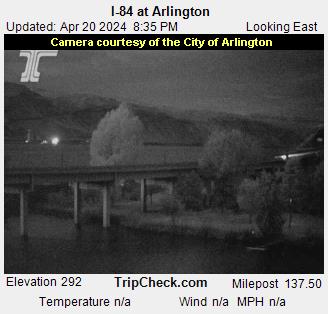 I-84 at Arlington
Updated: Apr 20 2024 8:35 PM Looking East
Camera courtesy of the City of Arlington
Elevation 292 TripCheck.com Milepost 137.50
Temperature n/a Wind n/a MPH n/a